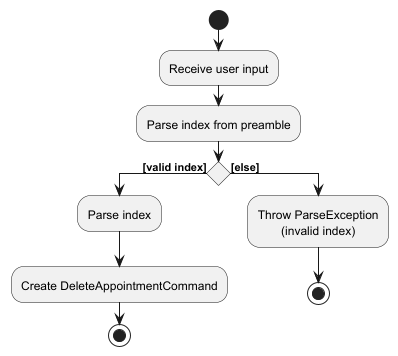 Receive user input
Parse index from preamble
[valid index]
[else]
Parse index
Throw ParseException
(invalid index)
Create DeleteAppointmentCommand